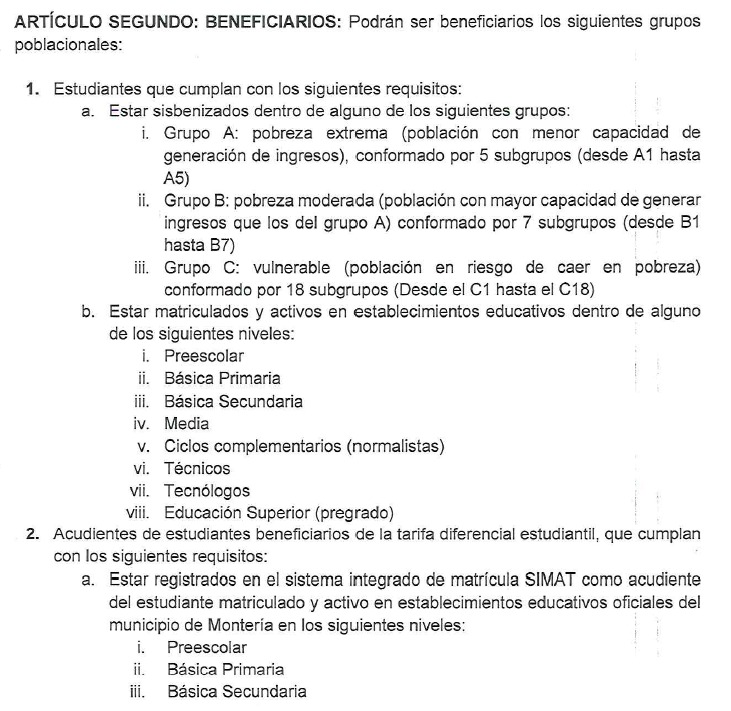 ARTÍCULO SEGUNDO: BENEFICIARIOS: Podrán ser beneficiarios los siguientes grupos
poblacionales:
1. Estudiantes que cumplan con los siguientes requisitos:
a. Estar sisbenizados dentro de alguno de los siguientes grupos:
i. Grupo A: pobreza extrema (población con menor capacidad de
generación de ingresos), conformado por 5 subgrupos (desde A1 hasta
A5)
ii. Grupo B: pobreza moderada (población con mayor capacidad de generar
ingresos que los del grupo A) conformado por 7 subgrupos (desde B1
hasta B7)
iii. Grupo C: vulnerable (población en riesgo de caer en pobreza)
conformado por 18 subgrupos (Desde el C1 hasta el C18)
b. Estar matriculados y activos en establecimientos educativos dentro de alguno
de los siguientes niveles:
i. Preescolar
ii. Básica Primaria
iii. Básica Secundaria
iv. Media
v. Ciclos complementarios (normalistas)
vi. Técnicos
vii. Tecnólogos
viii. Educación Superior (pregrado)
2. Acudientes de estudiantes beneficiarios de la tarifa diferencial estudiantil, que cumplan
con los siguientes requisitos:
a. Estar registrados en el sistema integrado de matrícula SIMAT como acudiente
del estudiante matriculado y activo en establecimientos educativos oficiales del
municipio de Montería en los siguientes niveles:
i. Preescolar
ii. Básica Primaria
iii. Básica Secundaria